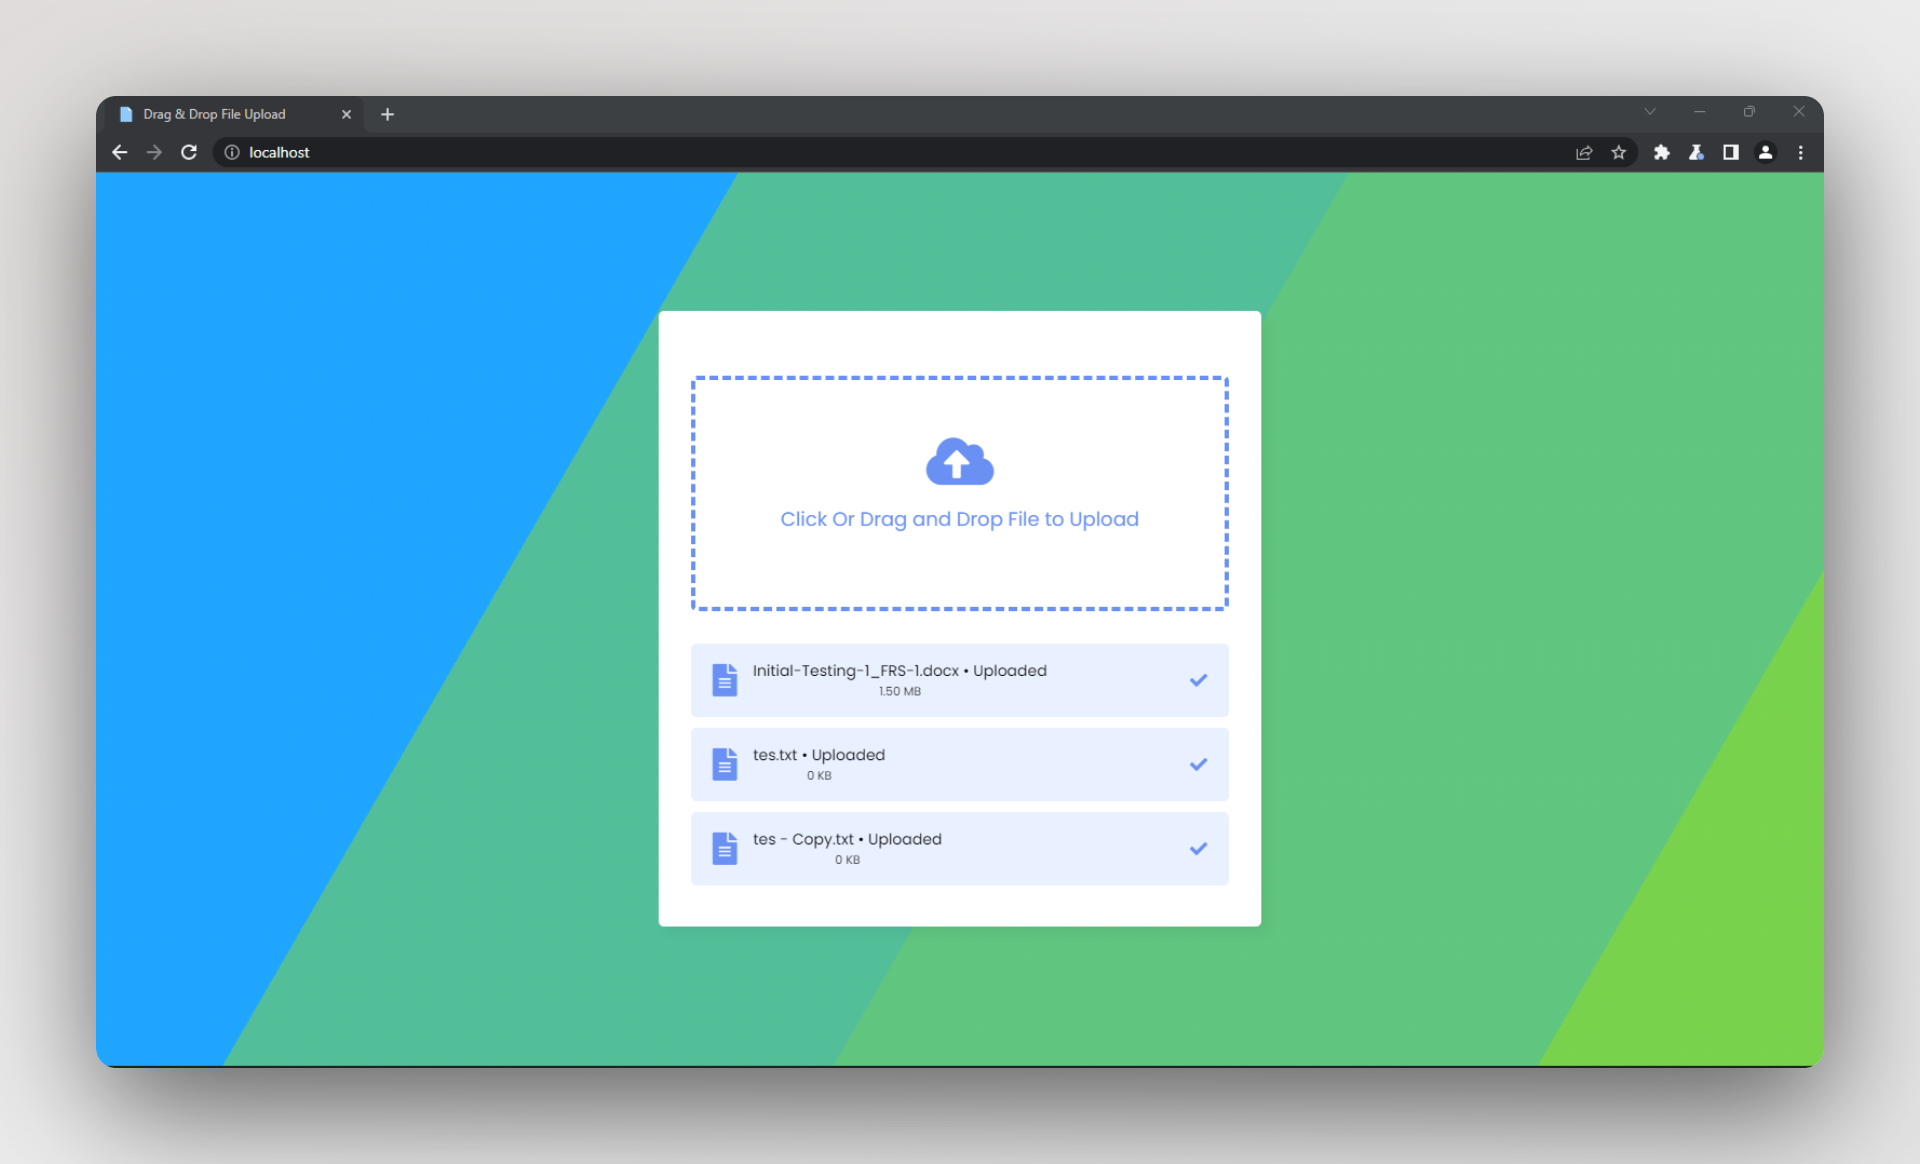 Drag & Drop File Upload
localhost
Click Or Drag and Drop File to Upload
Initial-Testing-1_FRS-1.docx • Uploaded
1.50 MB
tes.txt • Uploaded
0 KB
tes - Copy.txt • Uploaded
0 KB